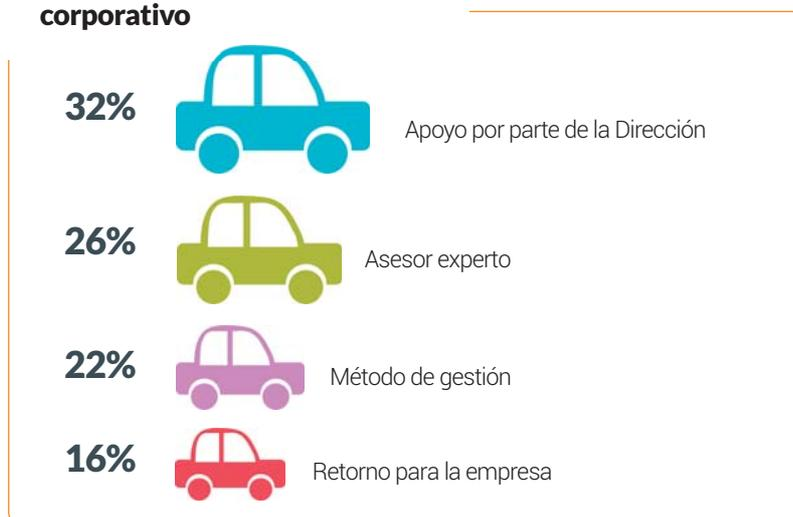 corporativo
32%
Apoyo por parte de la Dirección
26%
Asesor experto
22%
Método de gestión
16%
Retorno para la empresa